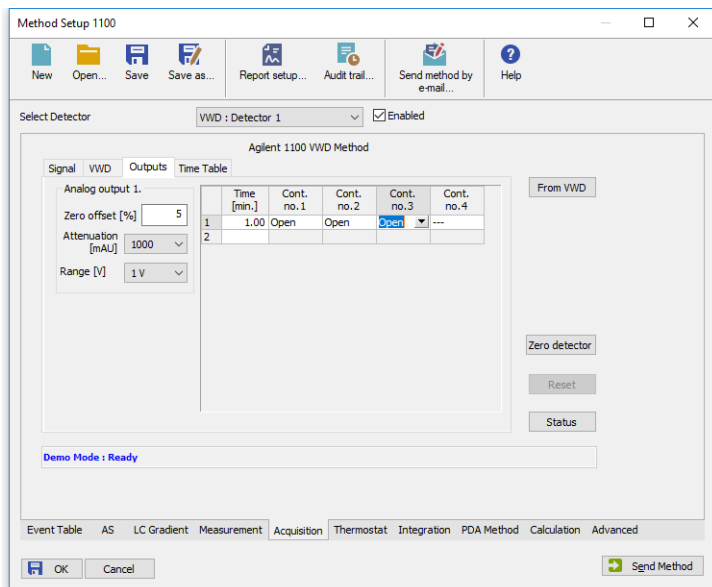 Method Setup 1100
New Open... Save Save as... Report setup... Audit trail... Send method by e-mail... Help
Select Detector VWD : Detector 1 Enabled
Agilent 1100 VWD Method
Signal VWD Outputs Time Table
Analog output 1.
Zero offset [%] 5
Attenuation [mAU] 1000
Range [V] 1 V
Time [min.] Cont. no.1 Cont. no.2 Cont. no.3 Cont. no.4
1 1.00 Open Open Open ---
2
From VWD
Zero detector
Reset
Status
Demo Mode : Ready
Event Table AS LC Gradient Measurement Acquisition Thermostat Integration PDA Method Calculation Advanced
OK Cancel Send Method